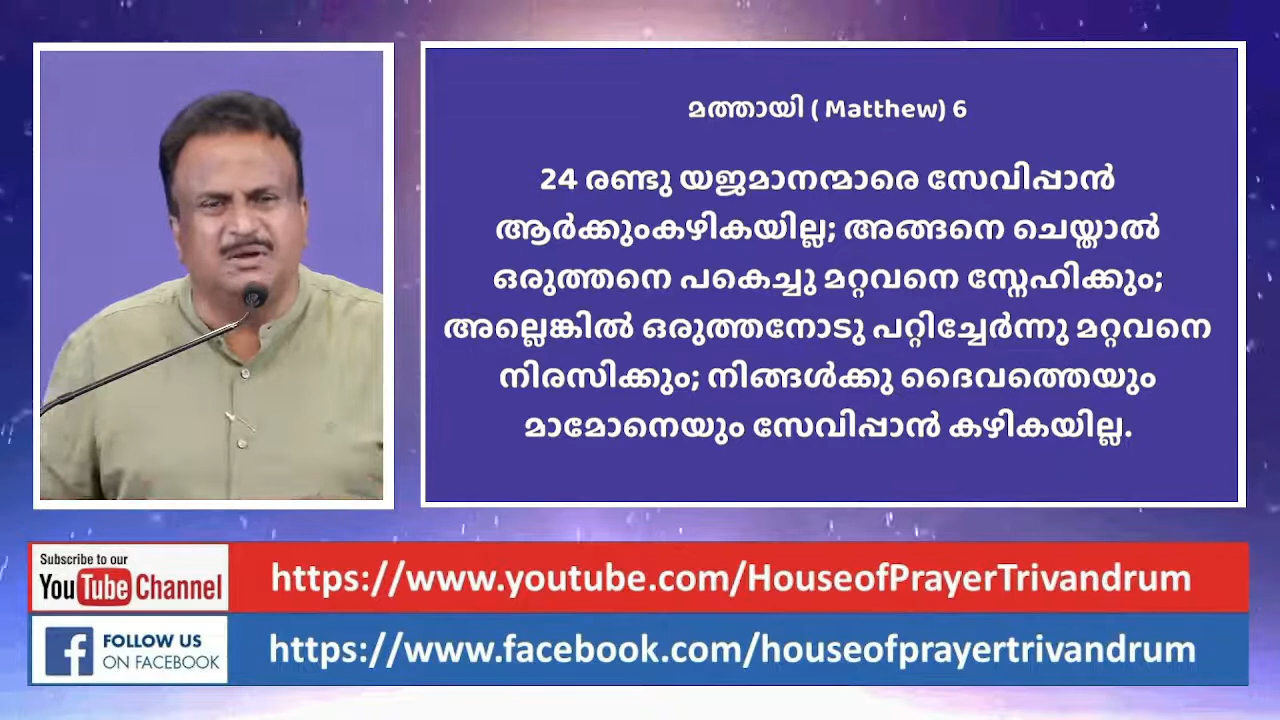 മത്തായി ( Matthew) 6
24 രണ്ടു യജമാനന്മാരെ സേവിപ്പാൻ
ആർക്കുംകഴികയില്ല; അങ്ങനെ ചെയ്താൽ
ഒരുത്തനെ പകെച്ചു മറ്റവനെ സ്നേഹിക്കും;
അല്ലെങ്കിൽ ഒരുത്തനോടു പറ്റിച്ചേർന്നു മറ്റവനെ
നിരസിക്കും; നിങ്ങൾക്കു ദൈവത്തെയും
മാമോനെയും സേവിപ്പാൻ കഴികയില്ല.
Subscribe to our
YouTube Channel
https://www.youtube.com/HouseofPrayerTrivandrum
f FOLLOW US
ON FACEBOOK
https://www.facebook.com/houseofprayertrivandrum